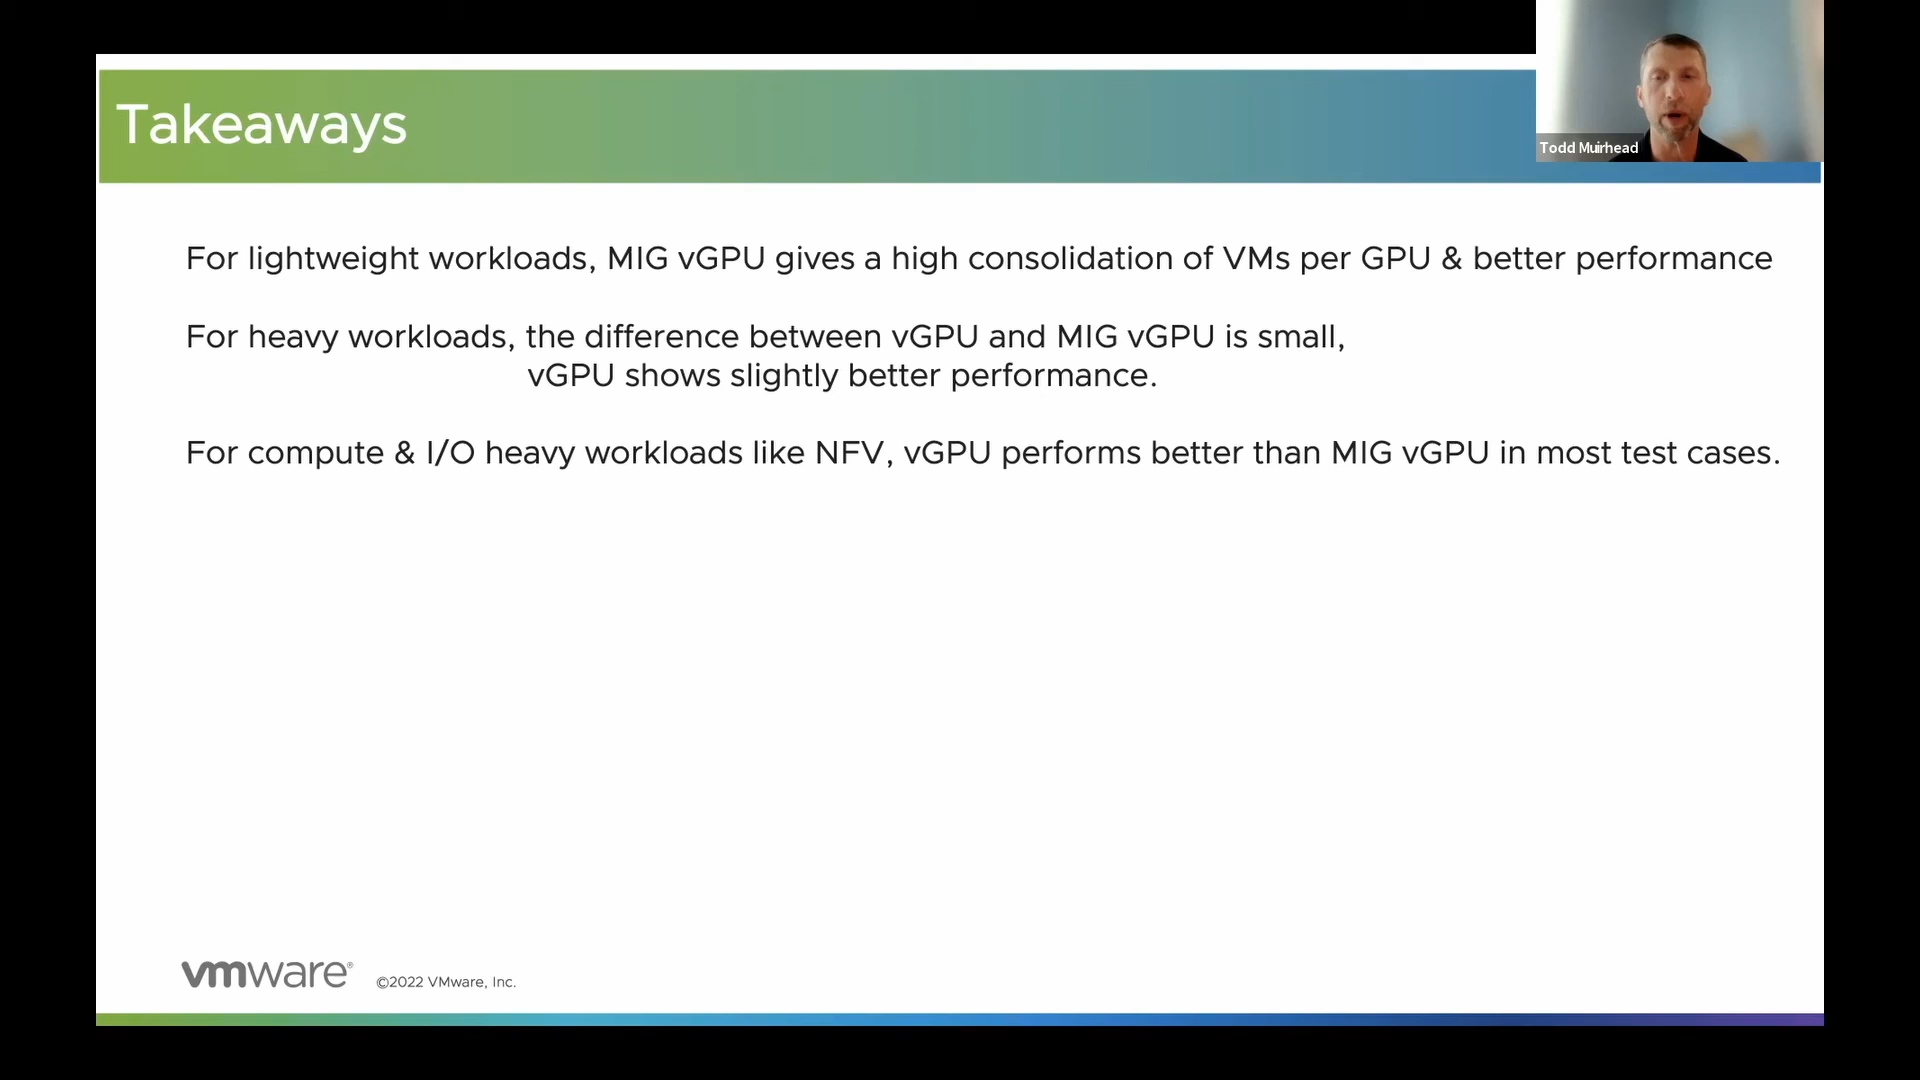 Takeaways
Todd Muirhead
For lightweight workloads, MIG vGPU gives a high consolidation of VMs per GPU & better performance
For heavy workloads, the difference between vGPU and MIG vGPU is small,
vGPU shows slightly better performance.
For compute & I/O heavy workloads like NFV, vGPU performs better than MIG vGPU in most test cases.
vmware®
©2022 VMware, Inc.